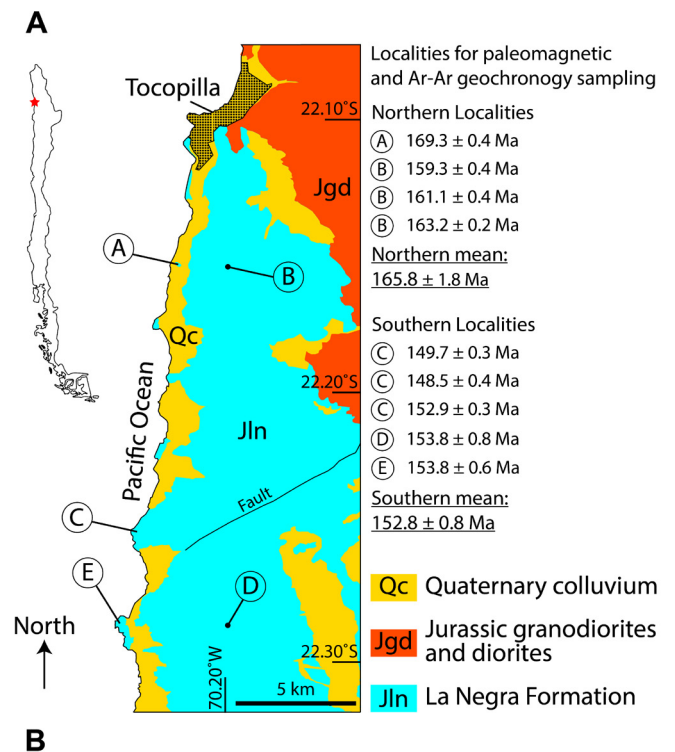 A
Localities for paleomagnetic
and Ar-Ar geochronogy sampling
Tocopilla
22.10°S
Northern Localities
A 169.3 ± 0.4 Ma
B 159.3 ± 0.4 Ma
B 161.1 ± 0.4 Ma
B 163.2 ± 0.2 Ma
Northern mean:
165.8 ± 1.8 Ma
Jgd
A
B
Qc
Southern Localities
C 149.7 ± 0.3 Ma
C 148.5 ± 0.4 Ma
C 152.9 ± 0.3 Ma
D 153.8 ± 0.8 Ma
E 153.8 ± 0.6 Ma
Southern mean:
152.8 ± 0.8 Ma
22.20°S
Pacific Ocean
Jln
Fault
C
E
D
North
22.30°S
70.20°W
5 km
Qc Quaternary colluvium
Jgd Jurassic granodiorites
and diorites
Jln La Negra Formation
B